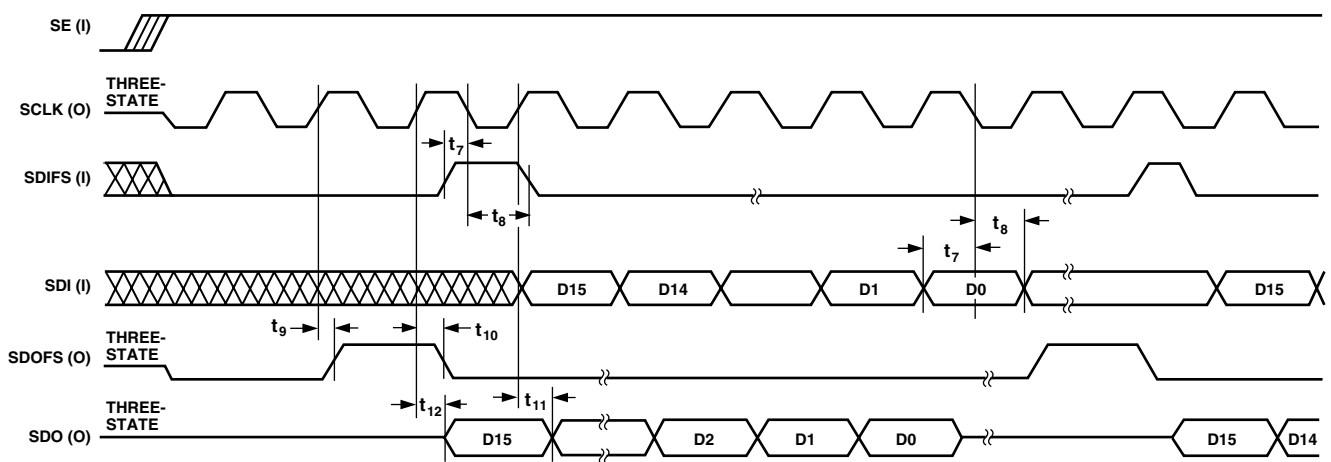 SE (I)
THREE-
STATE
SCLK (O)
t7
SDIFS (I)
t8
t8
t7
SDI (I)
D15
D14
D1
D0
D15
t9
t10
THREE-
STATE
SDOFS (O)
t12
t11
THREE-
STATE
SDO (O)
D15
D2
D1
D0
D15
D14